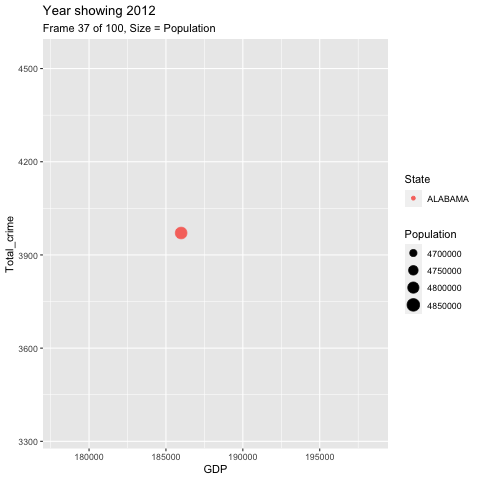 Year showing 2012
Frame 37 of 100, Size = Population
4500
4200
3900
3600
3300
Total_crime
180000
185000
190000
195000
GDP
State
ALABAMA
Population
4700000
4750000
4800000
4850000